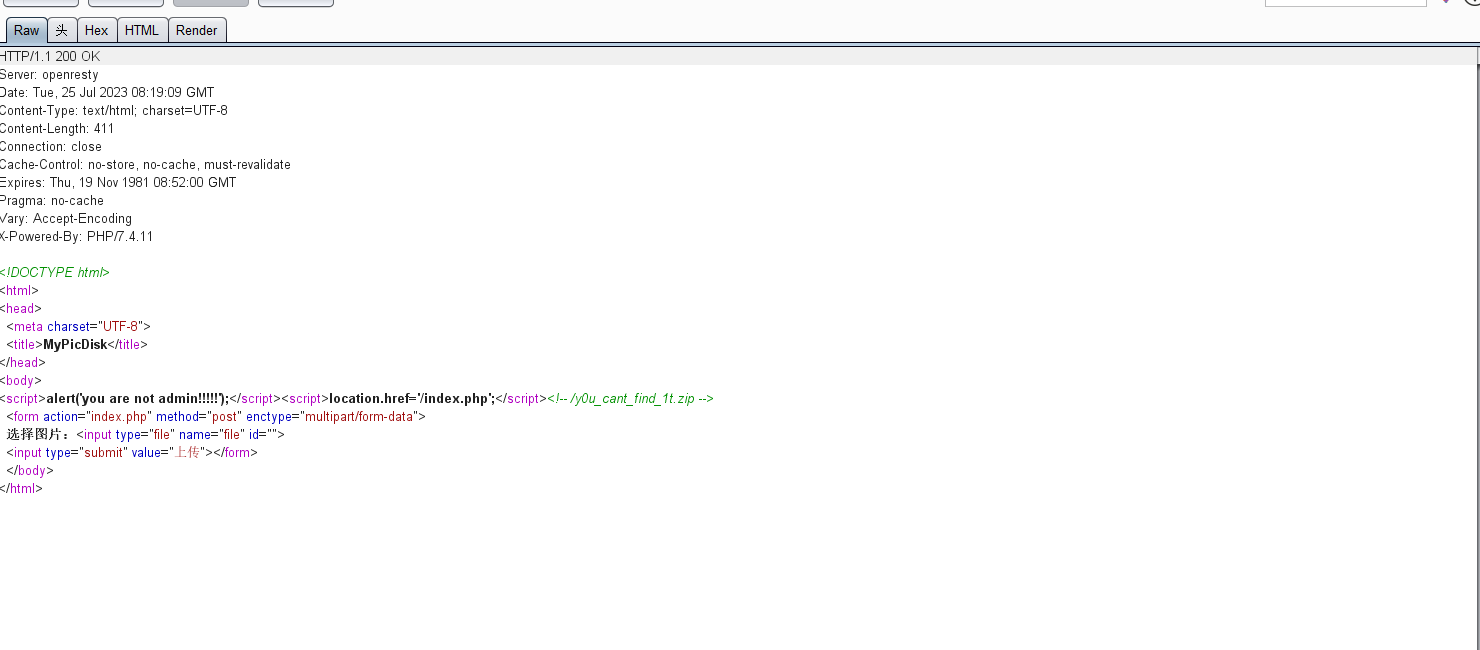 Raw 头 Hex HTML Render
HTTP/1.1 200 OK
Server: openresty
Date: Tue, 25 Jul 2023 08:19:09 GMT
Content-Type: text/html; charset=UTF-8
Content-Length: 411
Connection: close
Cache-Control: no-store, no-cache, must-revalidate
Expires: Thu, 19 Nov 1981 08:52:00 GMT
Pragma: no-cache
Vary: Accept-Encoding
X-Powered-By: PHP/7.4.11

<!DOCTYPE html>
<html>
<head>
  <meta charset="UTF-8">
  <title>MyPicDisk</title>
</head>
<body>
<script>alert('you are not admin!!!!!');</script><script>location.href='/index.php';</script><!-- /y0u_cant_find_1t.zip -->
  <form action="index.php" method="post" enctype="multipart/form-data">
  选择图片：<input type="file" name="file" id="">
  <input type="submit" value="上传"></form>
  </body>
</html>